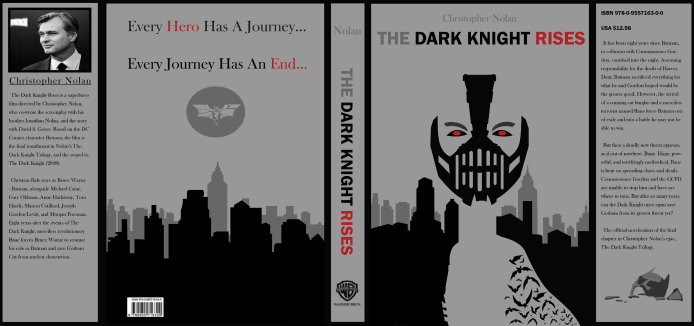 Christopher Nolan
The Dark Knight Rises is a superhero
film directed by Christopher Nolan,
who co-wrote the screenplay with his
brother Jonathan Nolan, and the story
with David S. Goyer. Based on the DC
Comics character Batman, the film is
the final installment in Nolan's The
Dark Knight Trilogy, and the sequel to
The Dark Knight (2008).
Christian Bale stars as Bruce Wayne
/ Batman, alongside Michael Caine,
Gary Oldman, Anne Hathaway, Tom
Hardy, Marion Cotillard, Joseph
Gordon-Levitt, and Morgan Freeman.
Eight years after the events of The
Dark Knight, merciless revolutionary
Bane forces Bruce Wayne to resume
his role as Batman and save Gotham
City from nuclear destruction.
Every Hero Has A Journey...
Every Journey Has An End...
Nolan
THE DARK KNIGHT RISES
WARNER BROS.
Christopher Nolan
THE DARK KNIGHT RISES
ISBN 978-0-9557163-0-0
USA $12.98
It has been eight years since Batman,
in collusion with Commissioner Gor-
don, vanished into the night. Assuming
responsibility for the death of Harvey
Dent, Batman sacrificed everything for
what he and Gordon hoped would be
the greater good. However, the arrival
of a cunning cat burglar and a merciless
terrorist named Bane force Batman out
of exile and into a battle he may not be
able to win.
But then a deadly new threat appears,
as if out of nowhere. Bane. Huge, pow-
erful, and terrifyingly methodical, Bane
is bent on spreading chaos and death.
Commissioner Gordon and the GCPD
are unable to stop him and have no-
where to turn. But after so many years,
can the Dark Knight once again save
Gotham from its gravest threat yet?
The official novelization of the final
chapter in Christopher Nolan's epic,
The Dark Knight Trilogy.